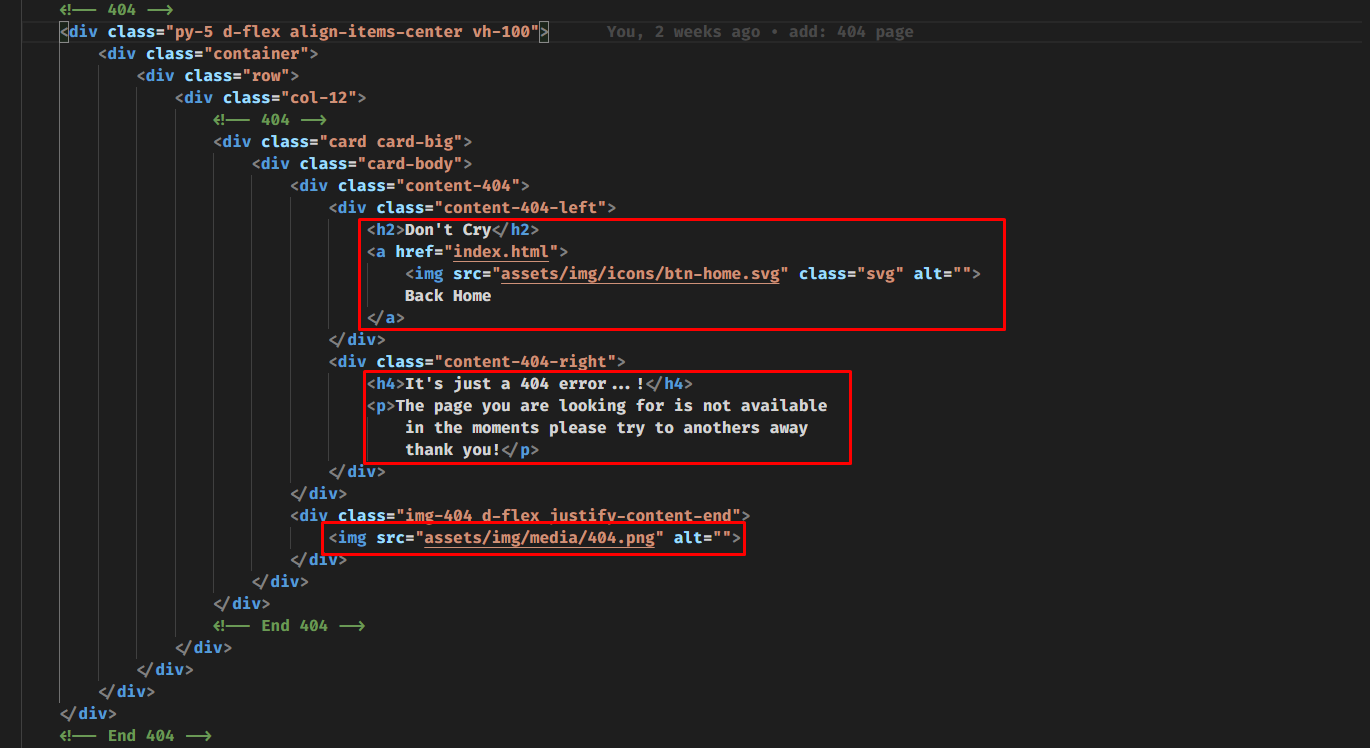 <!-- 404 -->
<div class="py-5 d-flex align-items-center vh-100"> You, 2 weeks ago • add: 404 page
<div class="container">
<div class="row">
<div class="col-12">
<!-- 404 -->
<div class="card card-big">
<div class="card-body">
<div class="content-404">
<div class="content-404-left">
<h2>Don't Cry</h2>
<a href="index.html">
<img src="assets/img/icons/btn-home.svg" class="svg" alt="">
Back Home
</a>
</div>
<div class="content-404-right">
<h4>It's just a 404 error...!</h4>
<p>The page you are looking for is not available
in the moments please try to anothers away
thank you!</p>
</div>
</div>
<div class="img-404 d-flex justify-content-end">
<img src="assets/img/media/404.png" alt="">
</div>
</div>
</div>
<!-- End 404 -->
</div>
</div>
</div>
</div>
<!-- End 404 -->